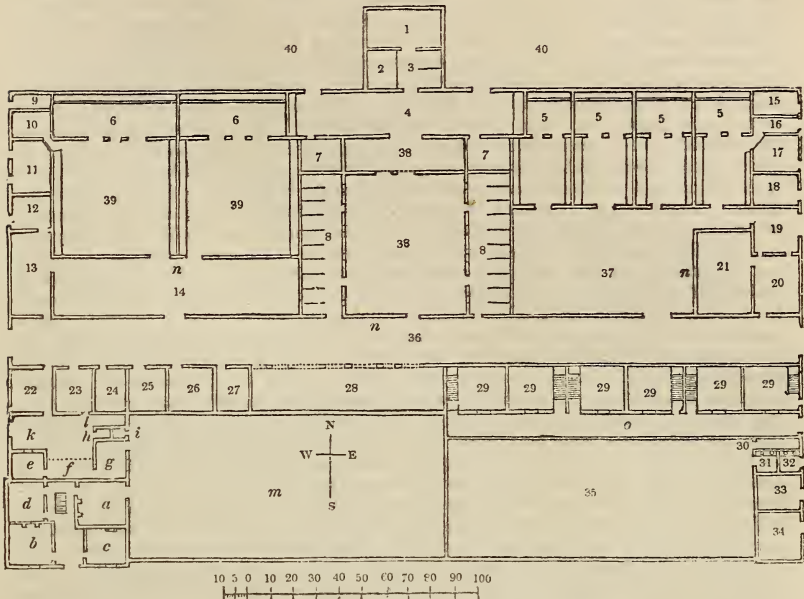 1
40 40
2 3
9 15
6 6 4 5 5 5 5
10 16
7 38 7
11 17
12 39 39 8 38 8 18
13 37 19
n n 21 20
14
n
36
22 23 24 25 26 27 28 29 29 29 29 29 29
l
k h i N o
30
e f g W E 31 32
d a m 35 33
S
b c 34
10 5 0 10 20 30 40 50 60 70 80 90 100